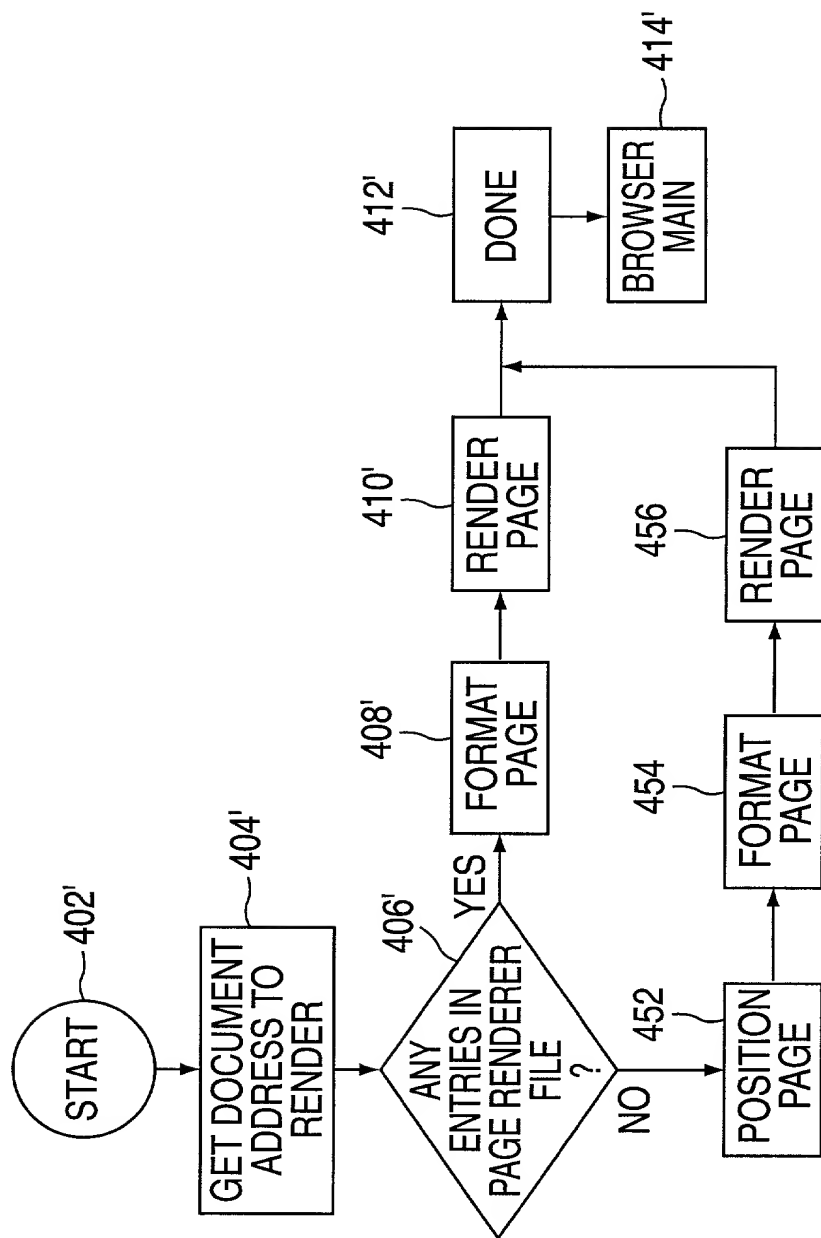 START
402'
GET DOCUMENT
ADDRESS TO
RENDER
404'
ANY
ENTRIES IN
PAGE RENDERER
FILE
?
406'
YES
NO
FORMAT
PAGE
408'
RENDER
PAGE
410'
DONE
412'
BROWSER
MAIN
414'
POSITION
PAGE
452
FORMAT
PAGE
454
RENDER
PAGE
456